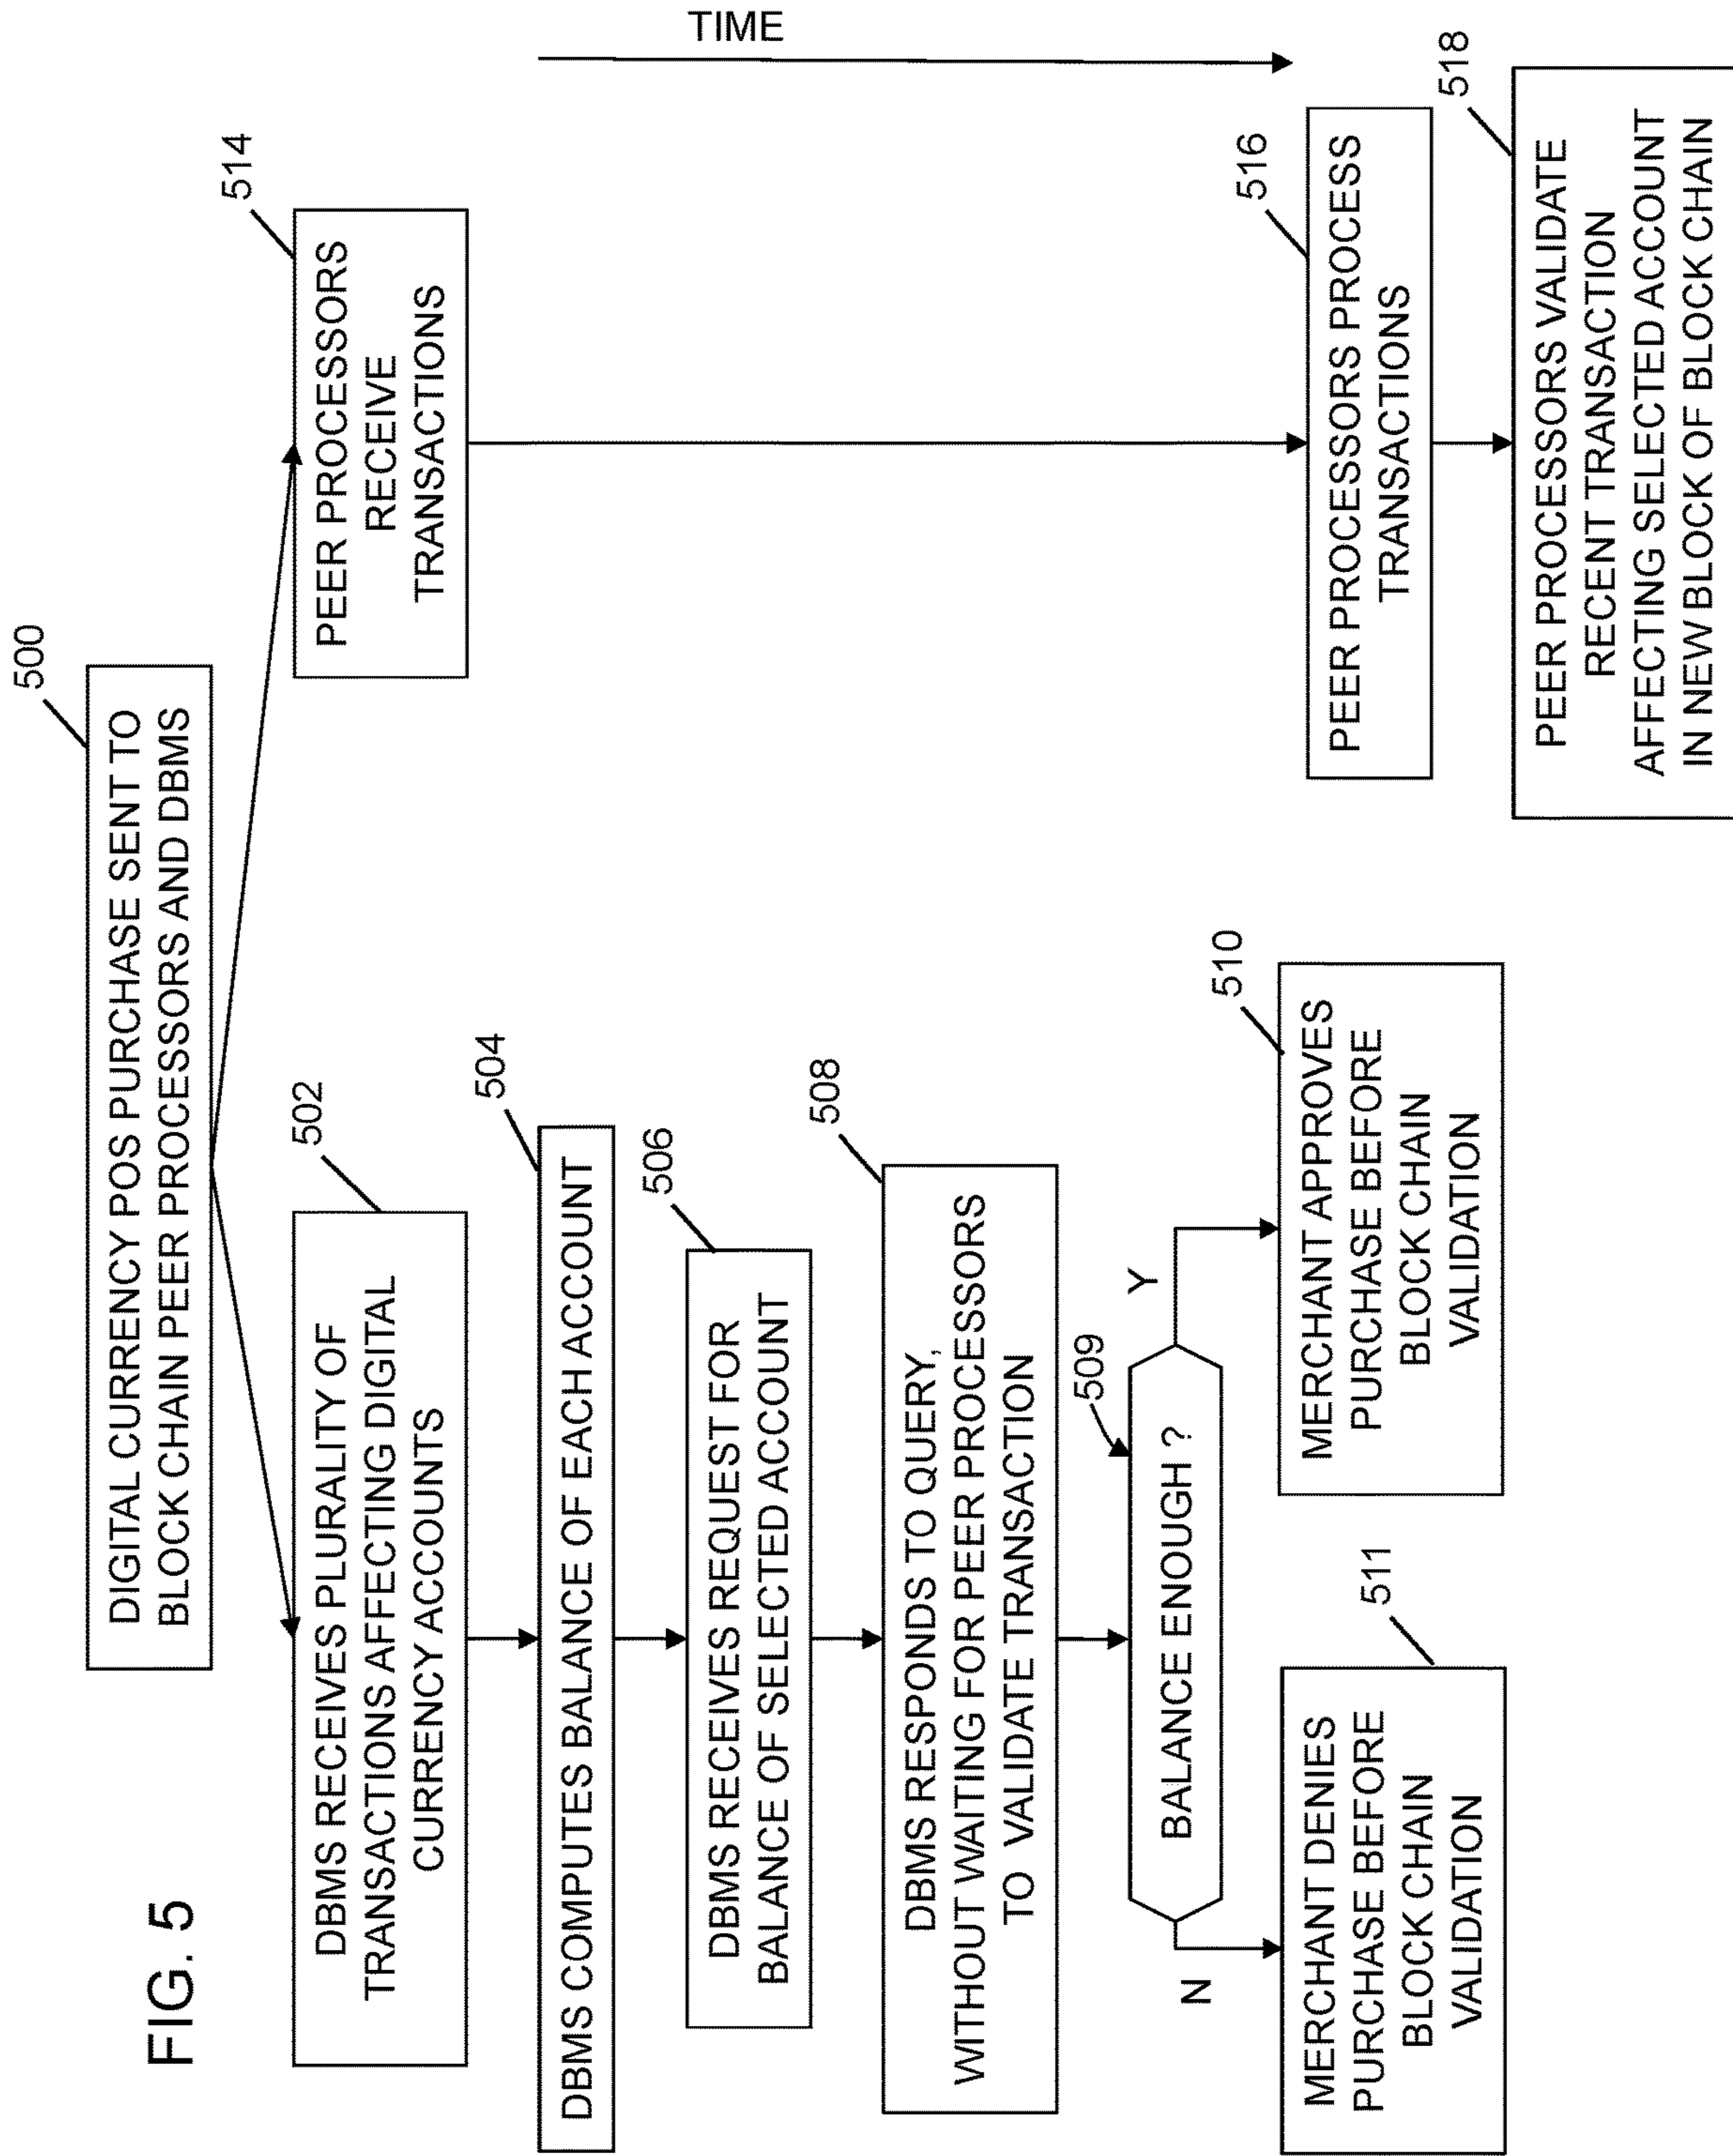 FIG. 5
500
DIGITAL CURRENCY POS PURCHASE SENT TO
BLOCK CHAIN PEER PROCESSORS AND DBMS
502
DBMS RECEIVES PLURALITY OF
TRANSACTIONS AFFECTING DIGITAL
CURRENCY ACCOUNTS
504
DBMS COMPUTES BALANCE OF EACH ACCOUNT
506
DBMS RECEIVES REQUEST FOR
BALANCE OF SELECTED ACCOUNT
508
DBMS RESPONDS TO QUERY,
WITHOUT WAITING FOR PEER PROCESSORS
TO VALIDATE TRANSACTION
509
BALANCE ENOUGH ?
N
Y
511
MERCHANT DENIES
PURCHASE BEFORE
BLOCK CHAIN
VALIDATION
510
MERCHANT APPROVES
PURCHASE BEFORE
BLOCK CHAIN
VALIDATION
514
PEER PROCESSORS
RECEIVE
TRANSACTIONS
TIME
516
PEER PROCESSORS PROCESS
TRANSACTIONS
518
PEER PROCESSORS VALIDATE
RECENT TRANSACTION
AFFECTING SELECTED ACCOUNT
IN NEW BLOCK OF BLOCK CHAIN